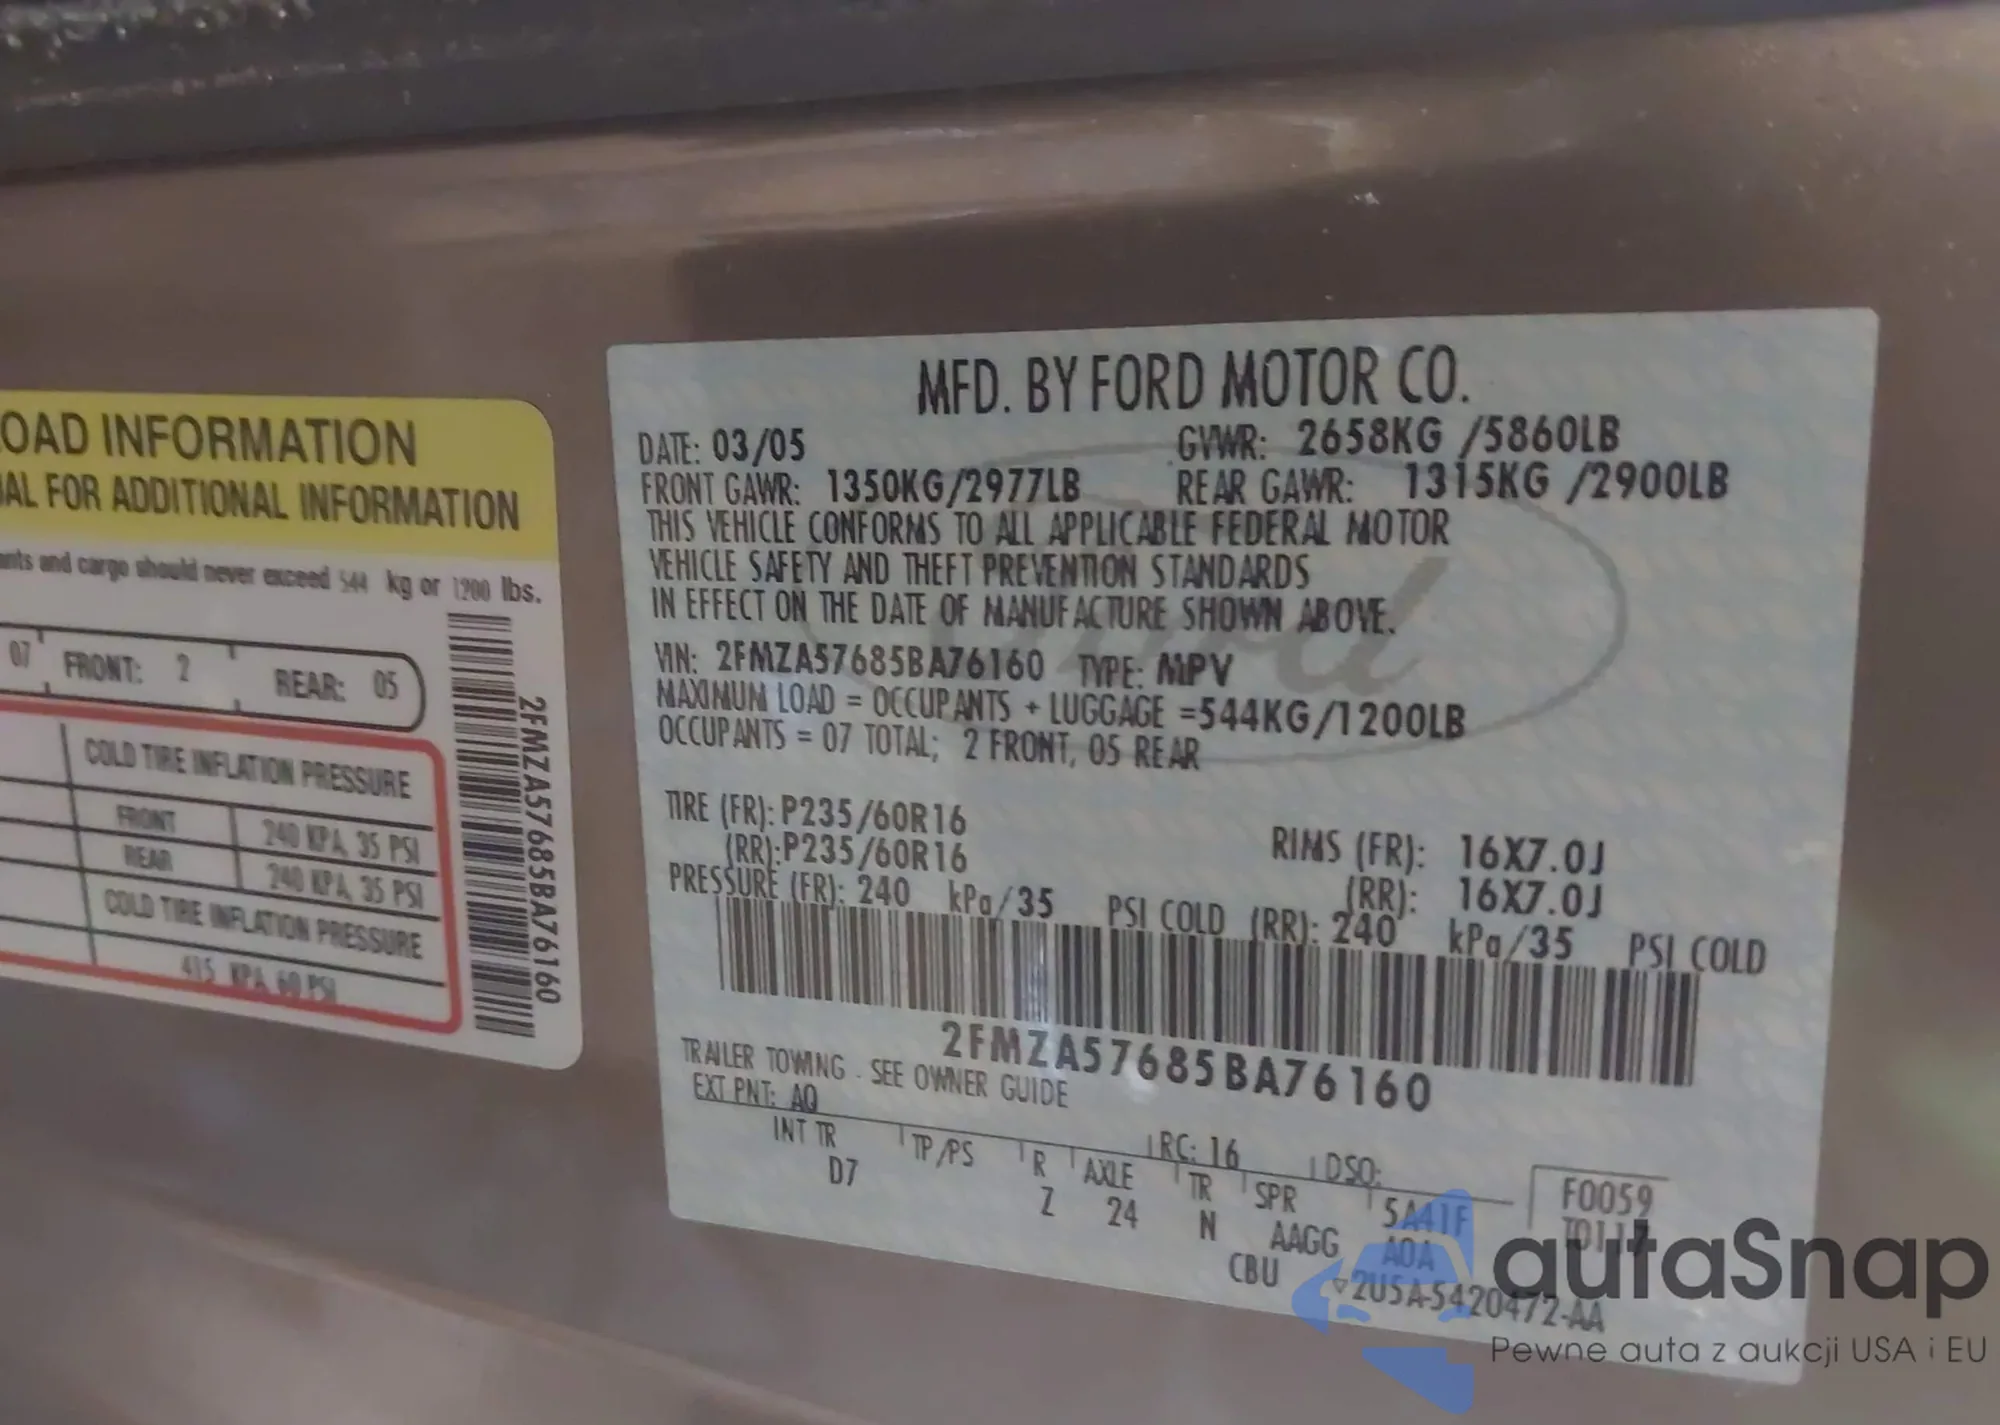 OAD INFORMATION
AL FOR ADDITIONAL INFORMATION
nts and cargo should never exceed 544 kg or 1200 lbs.
07 FRONT: 2 REAR: 05
COLD TIRE INFLATION PRESSURE
FRONT 240 KPA, 35 PSI
REAR 240 KPA, 35 PSI
COLD TIRE INFLATION PRESSURE
415 KPA, 60 PSI
2FMZA57685BA76160
MFD. BY FORD MOTOR CO.
DATE: 03/05 GVWR: 2658KG /5860LB
FRONT GAWR: 1350KG/2977LB REAR GAWR: 1315KG /2900LB
THIS VEHICLE CONFORMS TO ALL APPLICABLE FEDERAL MOTOR
VEHICLE SAFETY AND THEFT PREVENTION STANDARDS
IN EFFECT ON THE DATE OF MANUFACTURE SHOWN ABOVE.
VIN: 2FMZA57685BA76160 TYPE: MPV
MAXIMUM LOAD = OCCUPANTS + LUGGAGE =544KG/1200LB
OCCUPANTS = 07 TOTAL; 2 FRONT, 05 REAR
TIRE (FR): P235/60R16 RIMS (FR): 16X7.0J
(RR): P235/60R16 (RR): 16X7.0J
PRESSURE (FR): 240 kPa/35 PSI COLD (RR): 240 kPa/35 PSI COLD
2FMZA57685BA76160
TRAILER TOWING - SEE OWNER GUIDE
EXT PNT: AQ RC: 16 DSO: F0059
INT TR TP/PS R AXLE TR SPR 5A41F T0117
D7 Z 24 N AAGG A0A
CBU ▽2U5A-5420472-AA
Ford
autaSnap
Pewne auta z aukcji USA i EU